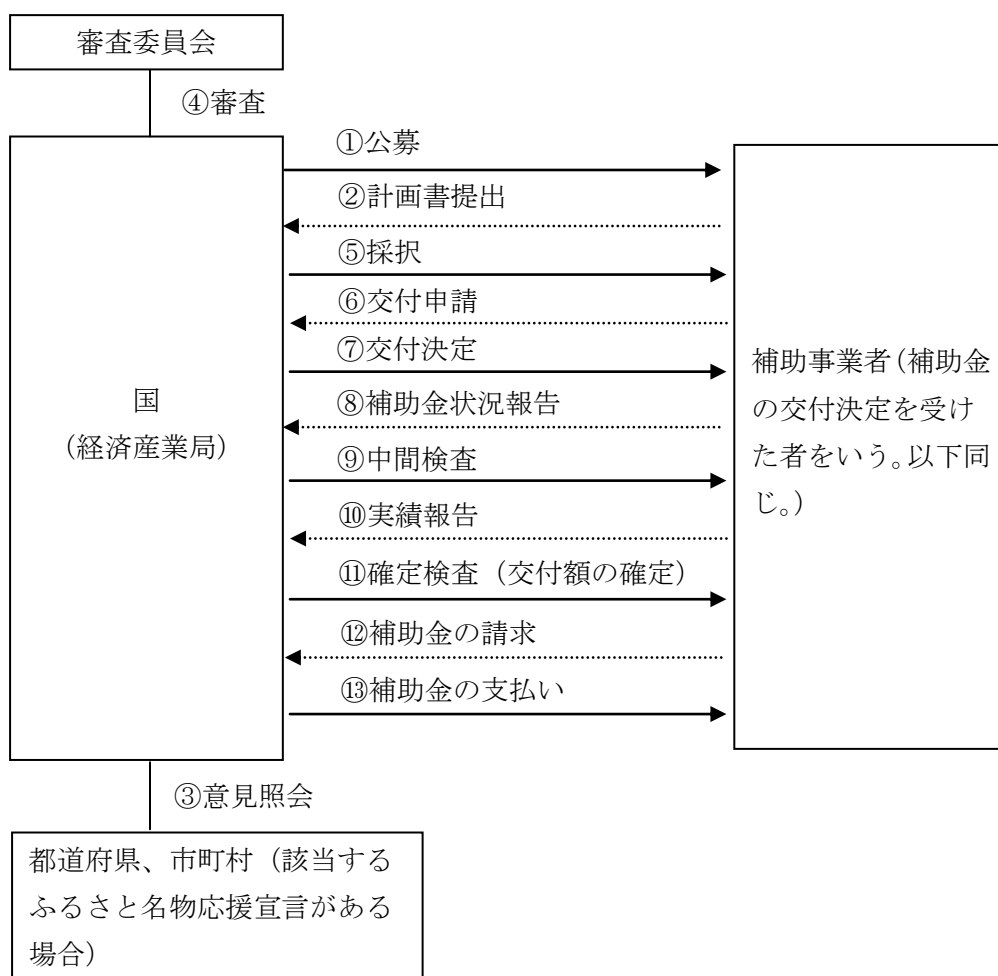 審査委員会
④審査
①公募
②計画書提出
⑤採択
⑥交付申請
⑦交付決定
⑧補助金状況報告
⑨中間検査
⑩実績報告
⑪確定検査（交付額の確定）
⑫補助金の請求
⑬補助金の支払い
国
（経済産業局）
補助事業者（補助金
の交付決定を受け
た者をいう。以下同
じ。）
③意見照会
都道府県、市町村（該当する
ふるさと名物応援宣言がある
場合）